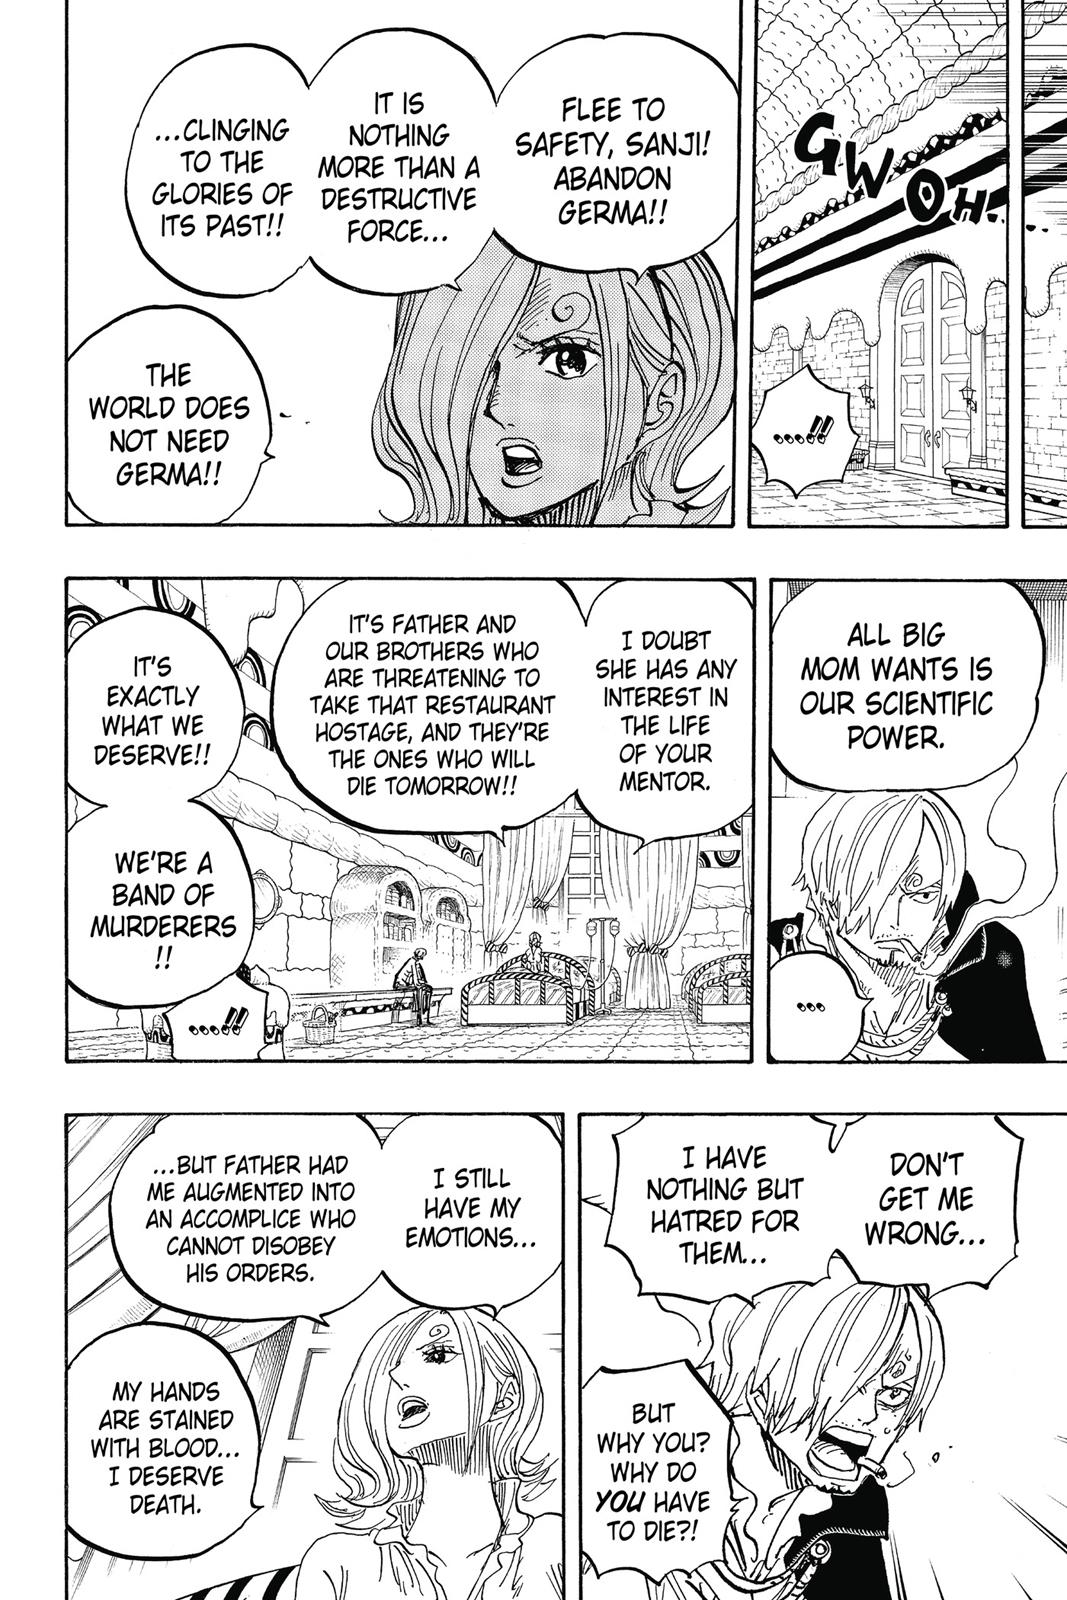 GWOH...
....!!
FLEE TO
SAFETY, SANJI!
ABANDON
GERMA!!
IT IS
NOTHING
MORE THAN A
DESTRUCTIVE
FORCE...
...CLINGING
TO THE
GLORIES OF
ITS PAST!!
THE
WORLD DOES
NOT NEED
GERMA!!
ALL BIG
MOM WANTS IS
OUR SCIENTIFIC
POWER.
....
I DOUBT
SHE HAS ANY
INTEREST IN
THE LIFE
OF YOUR
MENTOR.
IT'S FATHER AND
OUR BROTHERS WHO
ARE THREATENING TO
TAKE THAT RESTAURANT
HOSTAGE, AND THEY'RE
THE ONES WHO WILL
DIE TOMORROW!!
IT'S
EXACTLY
WHAT WE
DESERVE!!
WE'RE A
BAND OF
MURDERERS
!!
....!!
DON'T
GET ME
WRONG...
I HAVE
NOTHING BUT
HATRED FOR
THEM...
BUT
WHY YOU?
WHY DO
YOU HAVE
TO DIE?!
I STILL
HAVE MY
EMOTIONS...
...BUT FATHER HAD
ME AUGMENTED INTO
AN ACCOMPLICE WHO
CANNOT DISOBEY
HIS ORDERS.
MY HANDS
ARE STAINED
WITH BLOOD...
I DESERVE
DEATH.